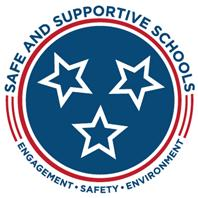 SAFE AND SUPPORTIVE SCHOOLS
ENGAGEMENT • SAFETY • ENVIRONMENT